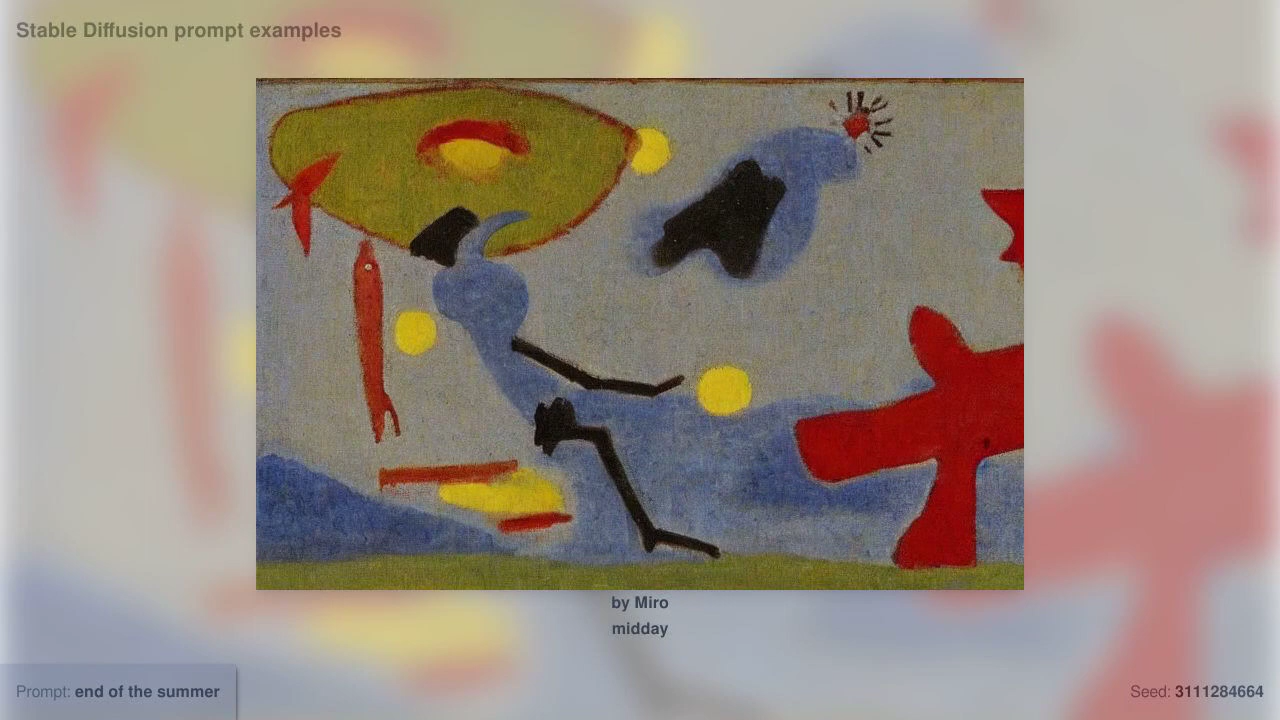 Stable Diffusion prompt examples
by Miro
midday
Prompt: end of the summer
Seed: 3111284664